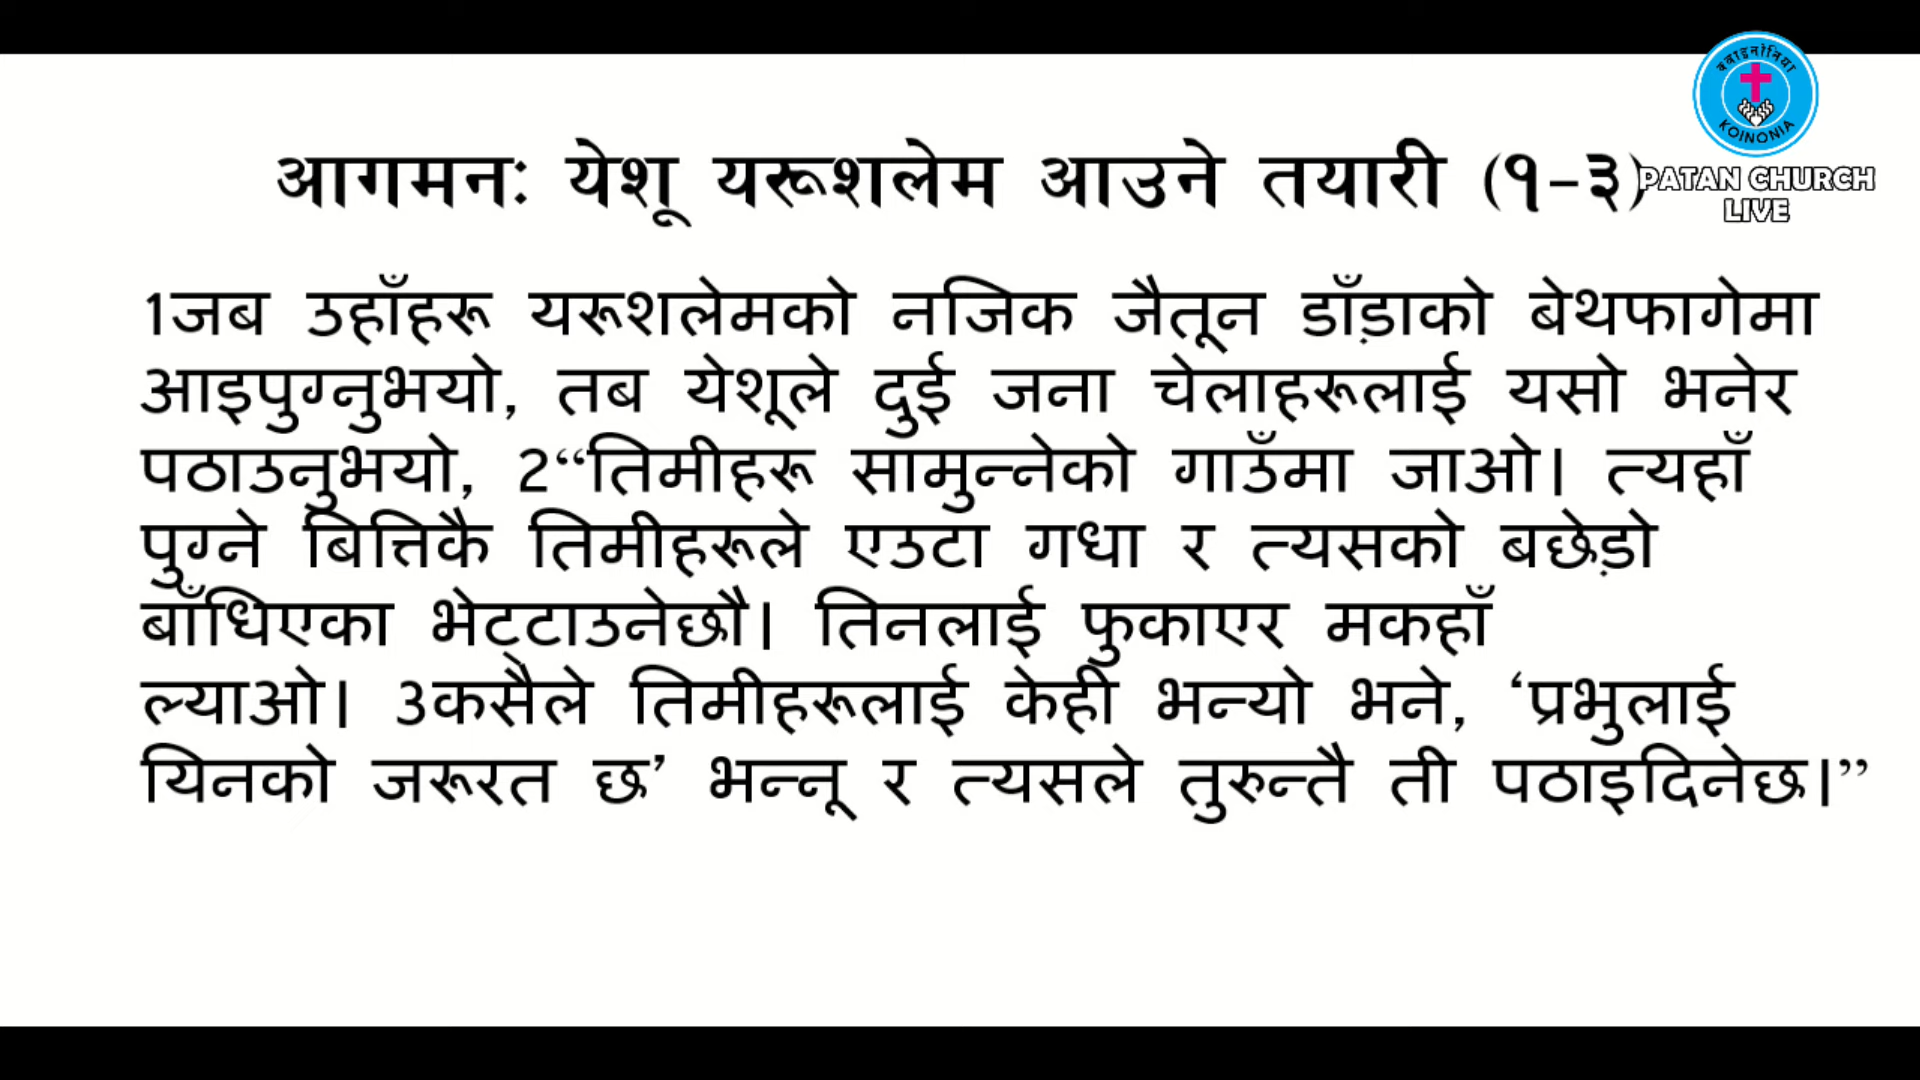 क्वाइनोनिया
KOINONIA
PATAN CHURCH
LIVE
आगमनः येशू यरूशलेम आउने तयारी (१-३)
1जब उहाँहरू यरूशलेमको नजिक जैतून डाँड़ाको बेथफागेमा
आइपुग्नुभयो, तब येशूले दुई जना चेलाहरूलाई यसो भनेर
पठाउनुभयो, 2“तिमीहरू सामुन्नेको गाउँमा जाओ। त्यहाँ
पुग्ने बित्तिकै तिमीहरूले एउटा गधा र त्यसको बछेड़ो
बाँधिएका भेट्टाउनेछौ। तिनलाई फुकाएर मकहाँ
ल्याओ। 3कसैले तिमीहरूलाई केही भन्यो भने, ‘प्रभुलाई
यिनको जरूरत छ’ भन्नू र त्यसले तुरुन्तै ती पठाइदिनेछ।”